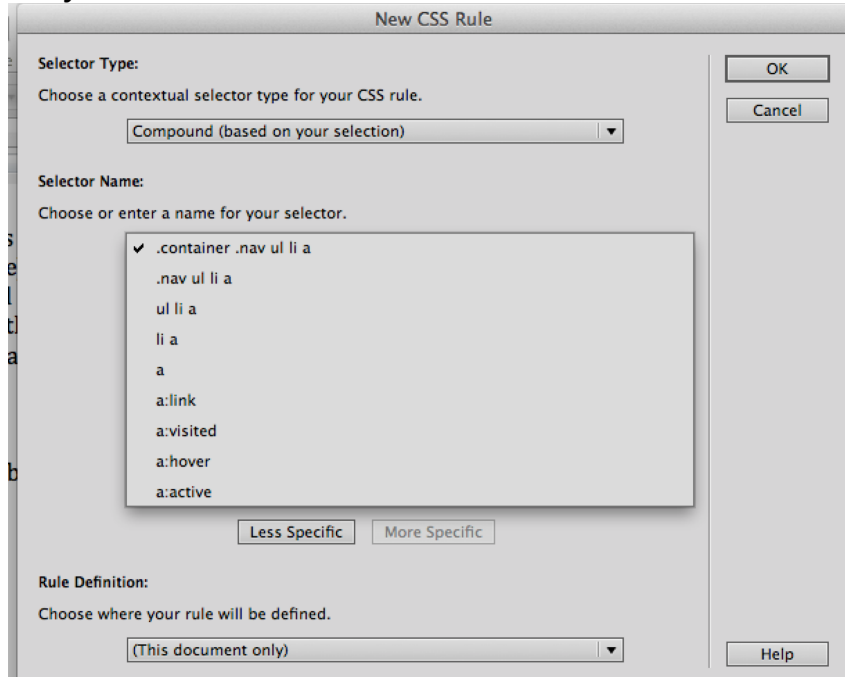 New CSS Rule
Selector Type:
Choose a contextual selector type for your CSS rule.
Compound (based on your selection)
Selector Name:
Choose or enter a name for your selector.
.container .nav ul li a
.nav ul li a
ul li a
li a
a
a:link
a:visited
a:hover
a:active
Less Specific
More Specific
Rule Definition:
Choose where your rule will be defined.
(This document only)
OK
Cancel
Help